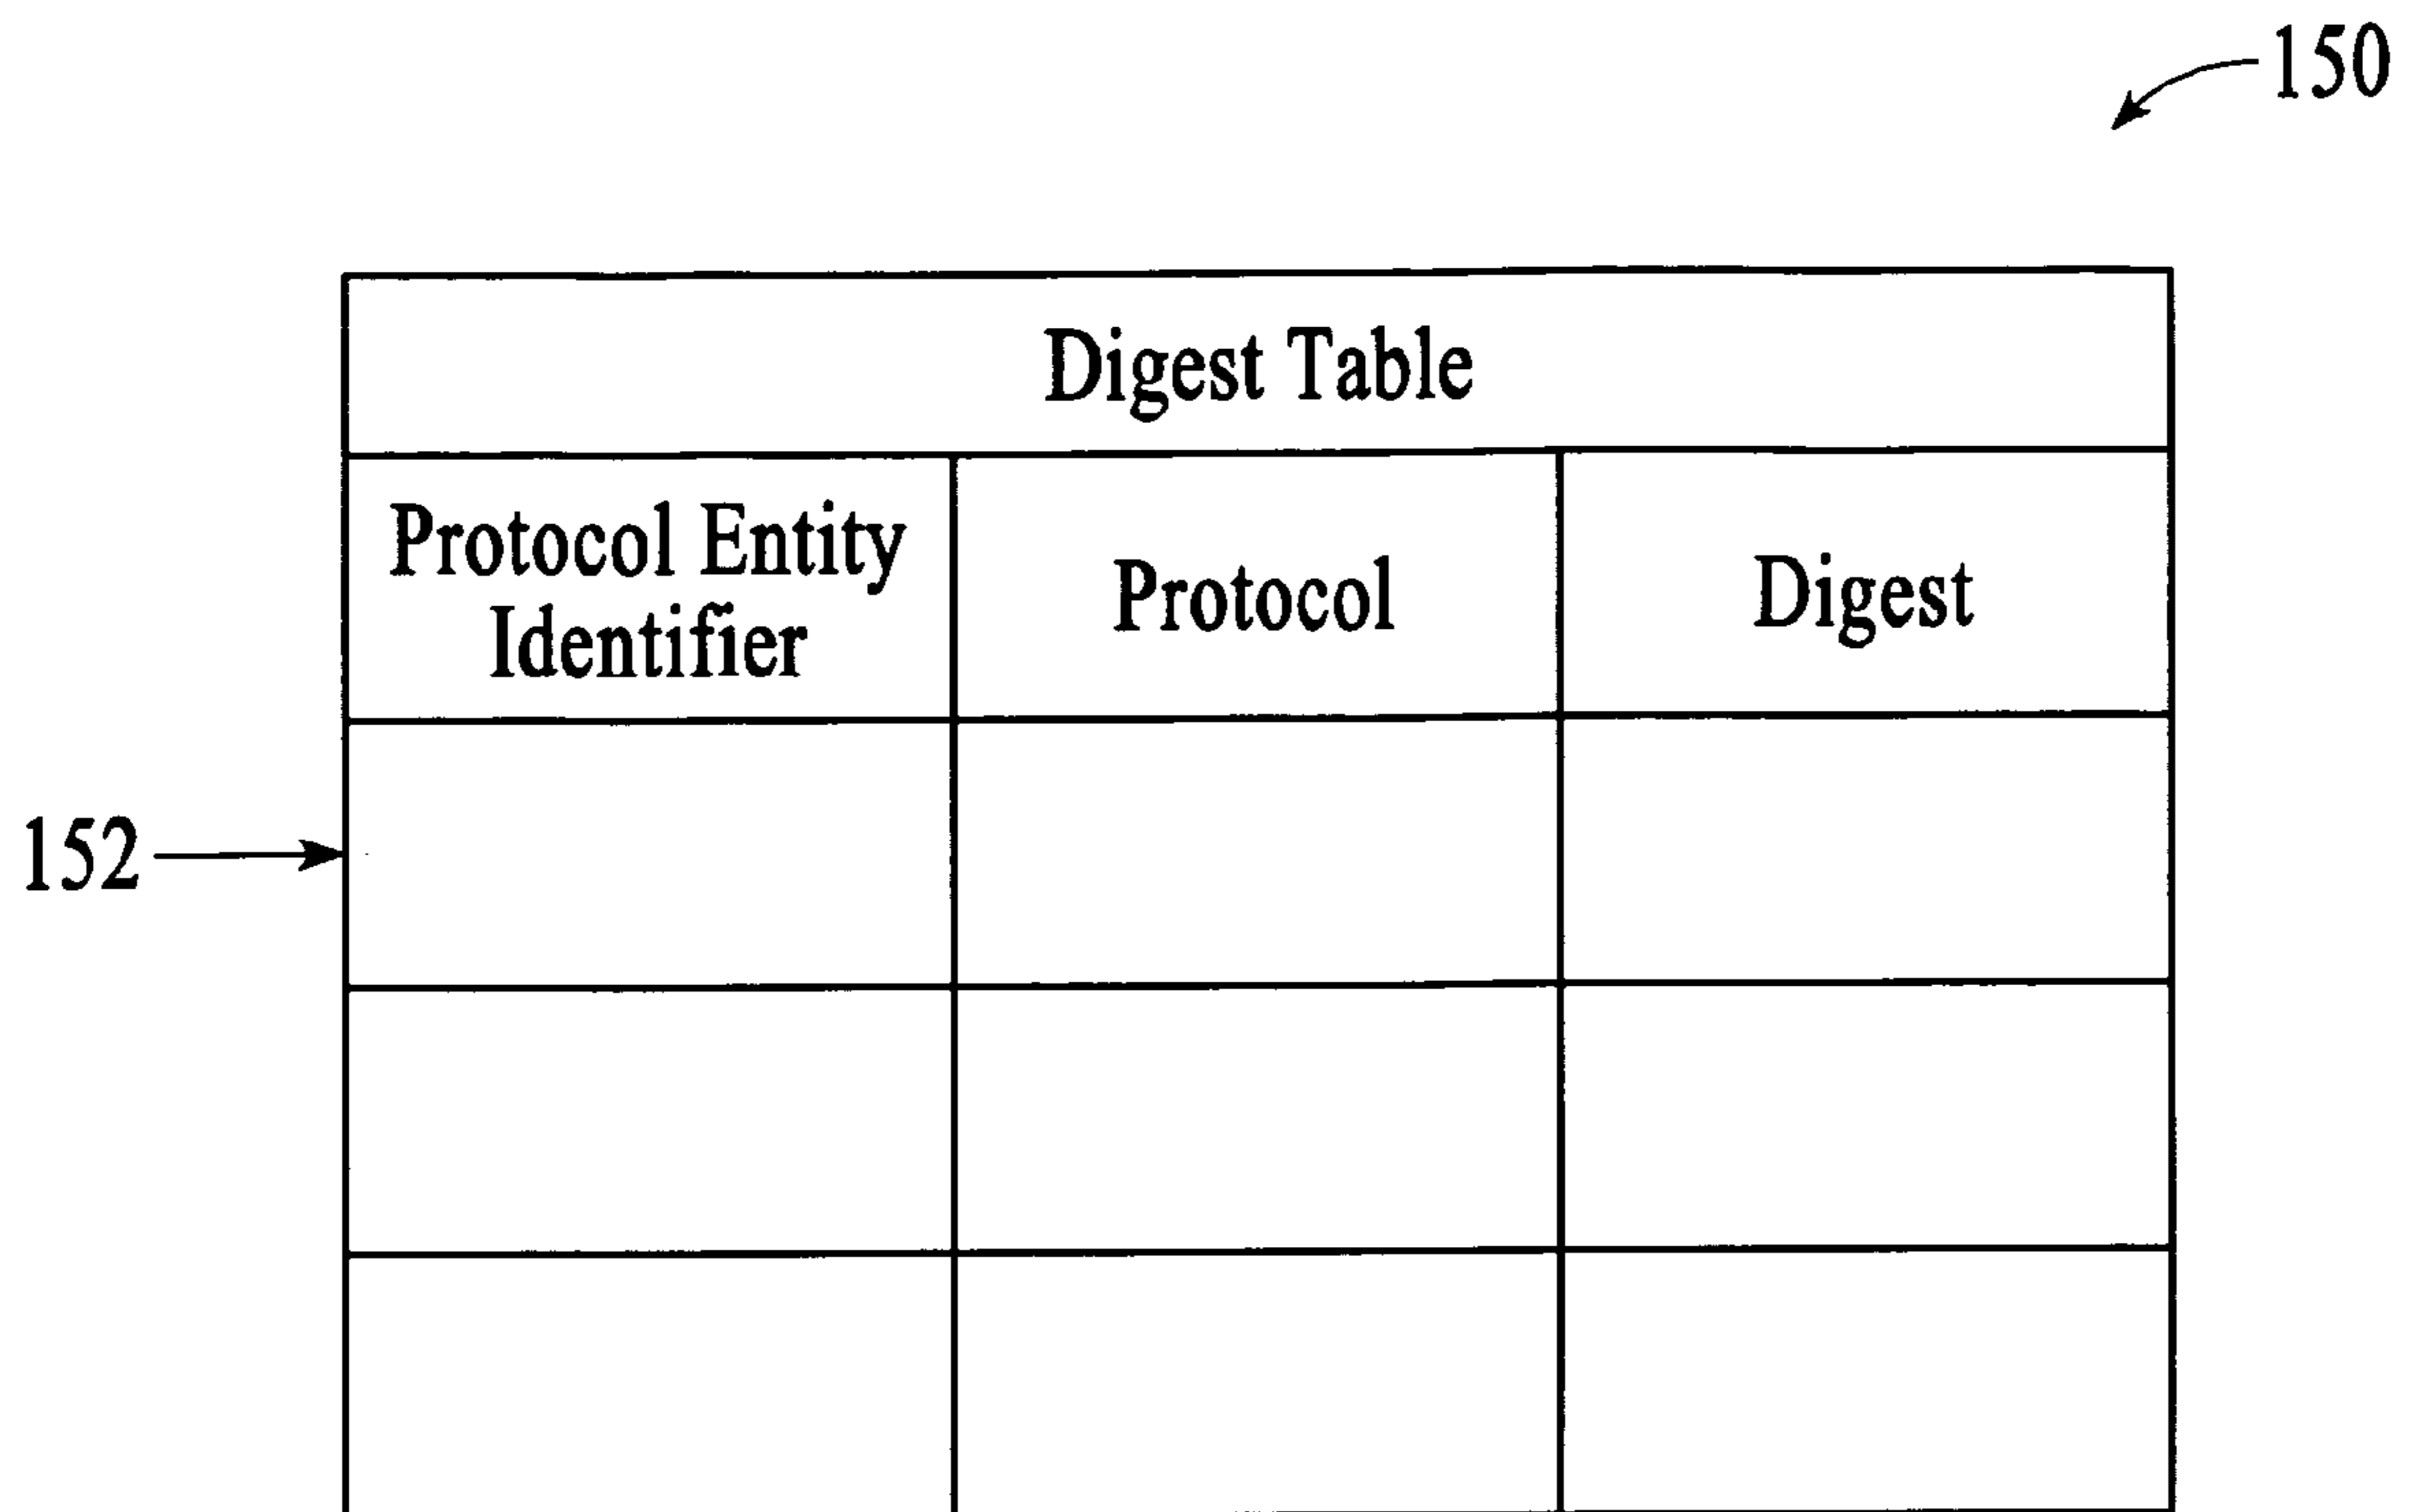 150
Digest Table
Protocol Entity
Identifier
Protocol
Digest
152